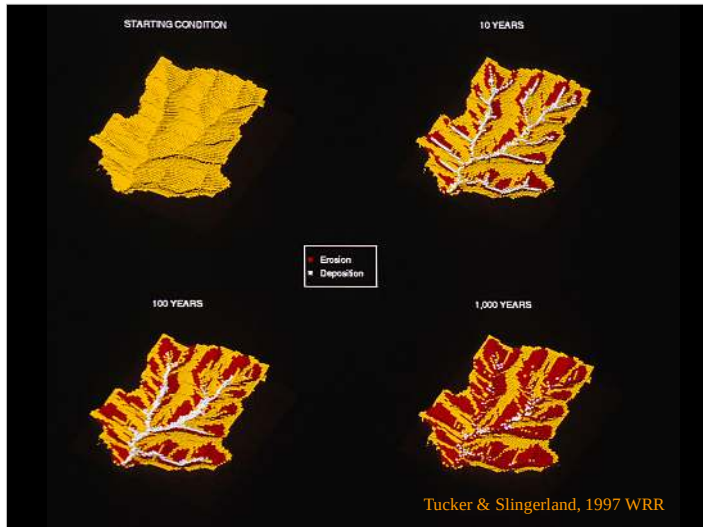 STARTING CONDITION
10 YEARS
Erosion
Deposition
100 YEARS
1,000 YEARS
Tucker & Slingerland, 1997 WRR